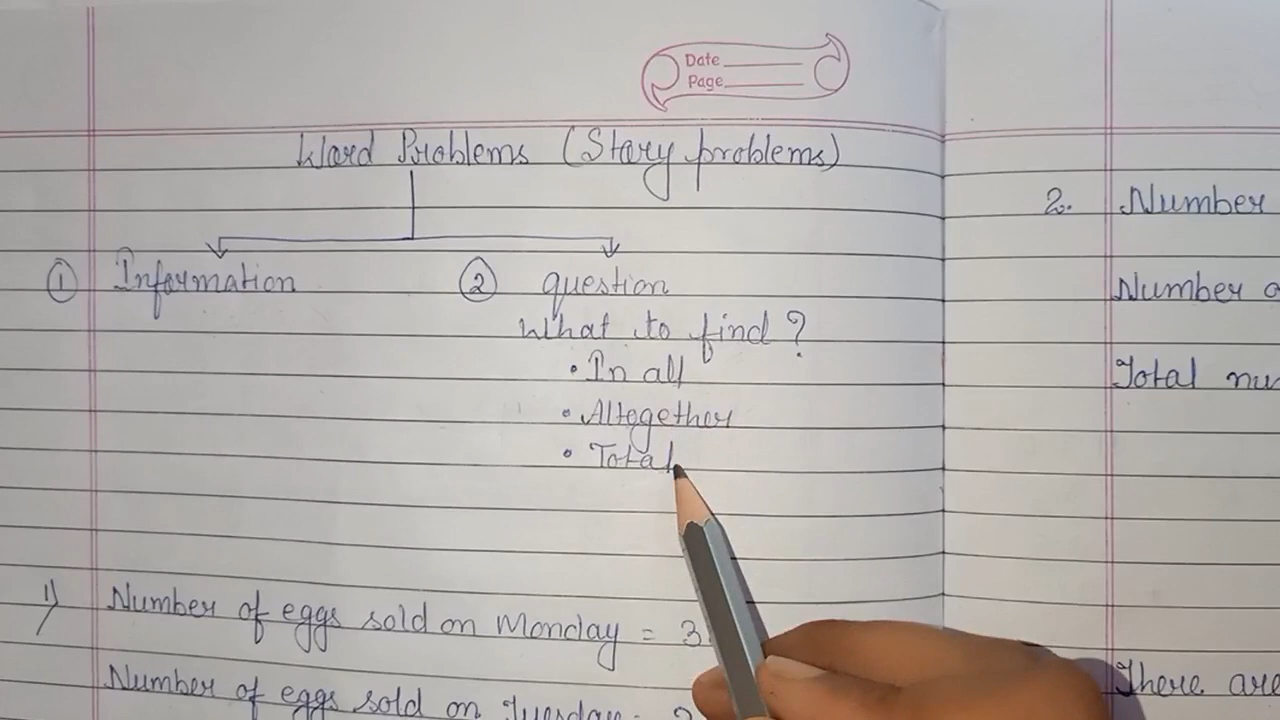 Date
Page
Word Problems (Story problems)
① Information
② question
What to find ?
• In all
• Altogether
• Total
1) Number of eggs sold on Monday = 3
Number of eggs sold on Tuesday =
2. Number
Number
Total
There are